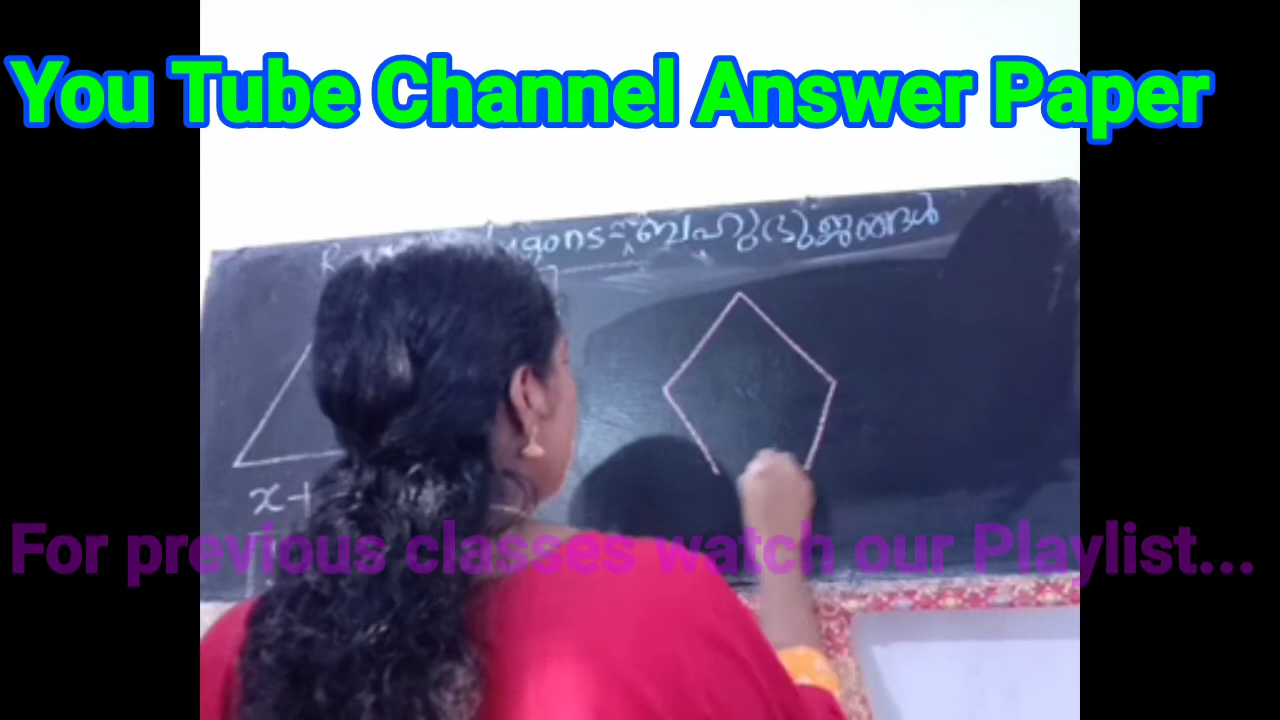 You Tube Channel Answer Paper
ബഹുഭുജങ്ങൾ
x+
For previous classes watch our Playlist...